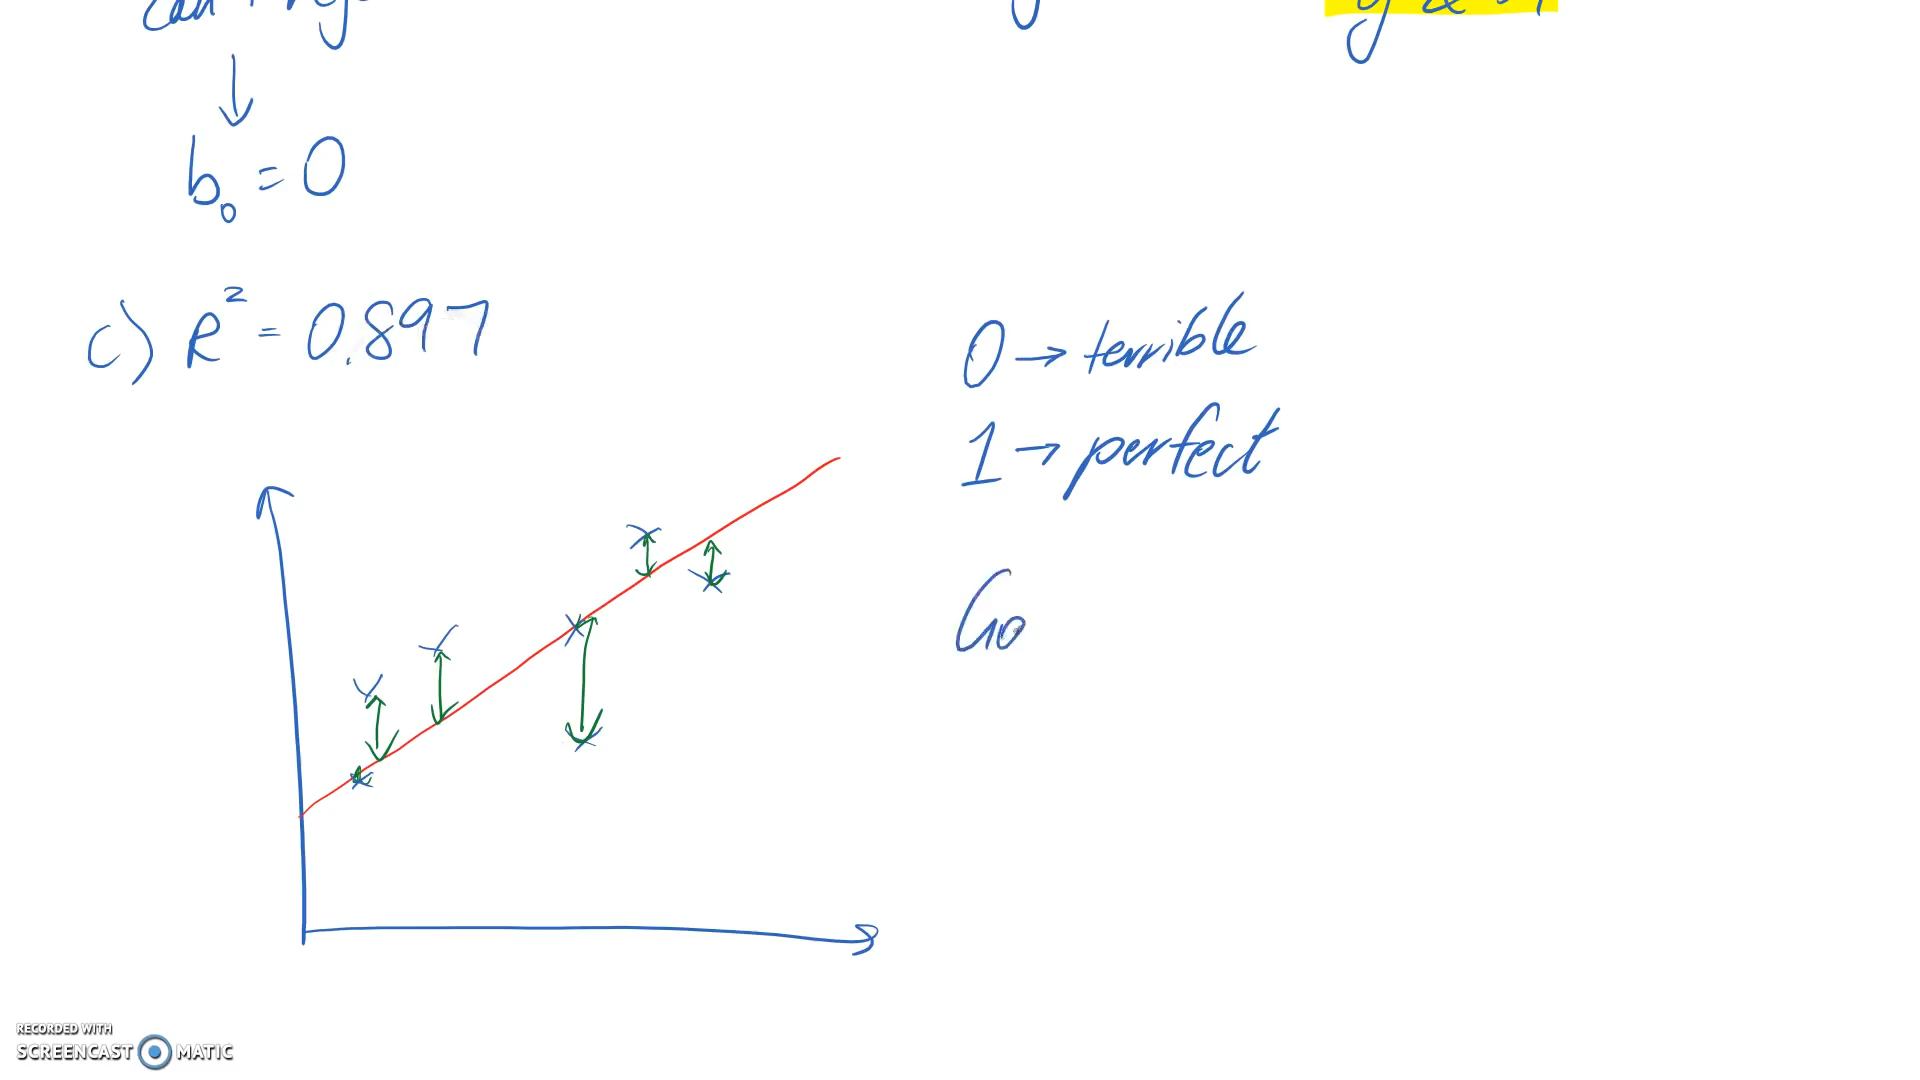 b₀ = 0
c) R² = 0.897
0 → terrible
1 → perfect
Go
RECORDED WITH
SCREENCAST MATIC